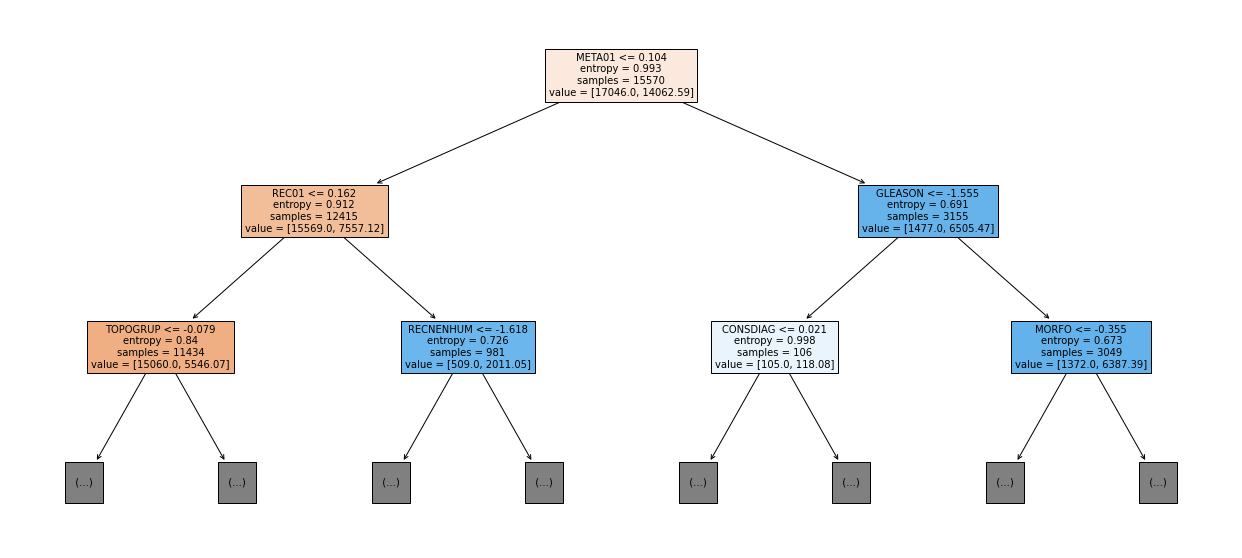 META01 <= 0.104
entropy = 0.993
samples = 15570
value = [17046.0, 14062.59]
REC01 <= 0.162
entropy = 0.912
samples = 12415
value = [15569.0, 7557.12]
GLEASON <= -1.555
entropy = 0.691
samples = 3155
value = [1477.0, 6505.47]
TOPOGRUP <= -0.079
entropy = 0.84
samples = 11434
value = [15060.0, 5546.07]
RECNENHUM <= -1.618
entropy = 0.726
samples = 981
value = [509.0, 2011.05]
CONSDIAG <= 0.021
entropy = 0.998
samples = 106
value = [105.0, 118.08]
MORFO <= -0.355
entropy = 0.673
samples = 3049
value = [1372.0, 6387.39]
(...)
(...)
(...)
(...)
(...)
(...)
(...)
(...)